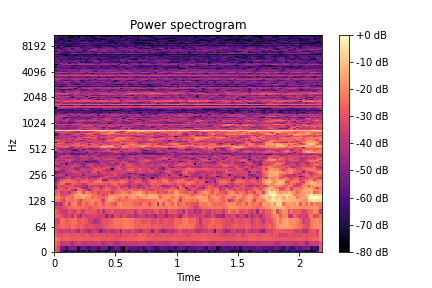 Power spectrogram
+0 dB
8192
-10 dB
4096
-20 dB
2048
-30 dB
1024
-40 dB
Hz
512
-50 dB
256
-60 dB
128
64
-70 dB
0
-80 dB
0 0.5 1 1.5 2
Time